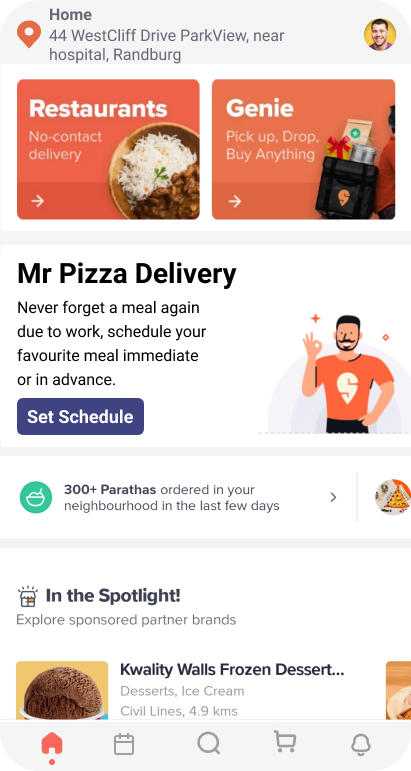 Home
44 WestCliff Drive ParkView, near
hospital, Randburg
Restaurants
No-contact
delivery
Genie
Pick up, Drop,
Buy Anything
Mr Pizza Delivery
Never forget a meal again
due to work, schedule your
favourite meal immediate
or in advance.
Set Schedule
300+ Parathas ordered in your
neighbourhood in the last few days
In the Spotlight!
Explore sponsored partner brands
Kwality Walls Frozen Dessert...
Desserts, Ice Cream
Civil Lines, 4.9 kms